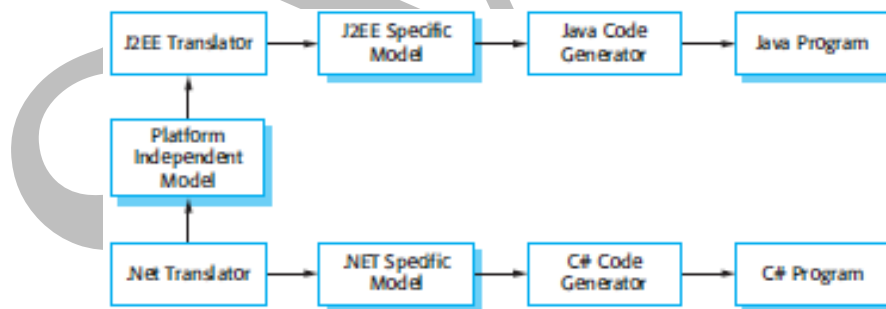 J2EE Translator
J2EE Specific
Model
Java Code
Generator
Java Program
Platform
Independent
Model
.Net Translator
.NET Specific
Model
C# Code
Generator
C# Program